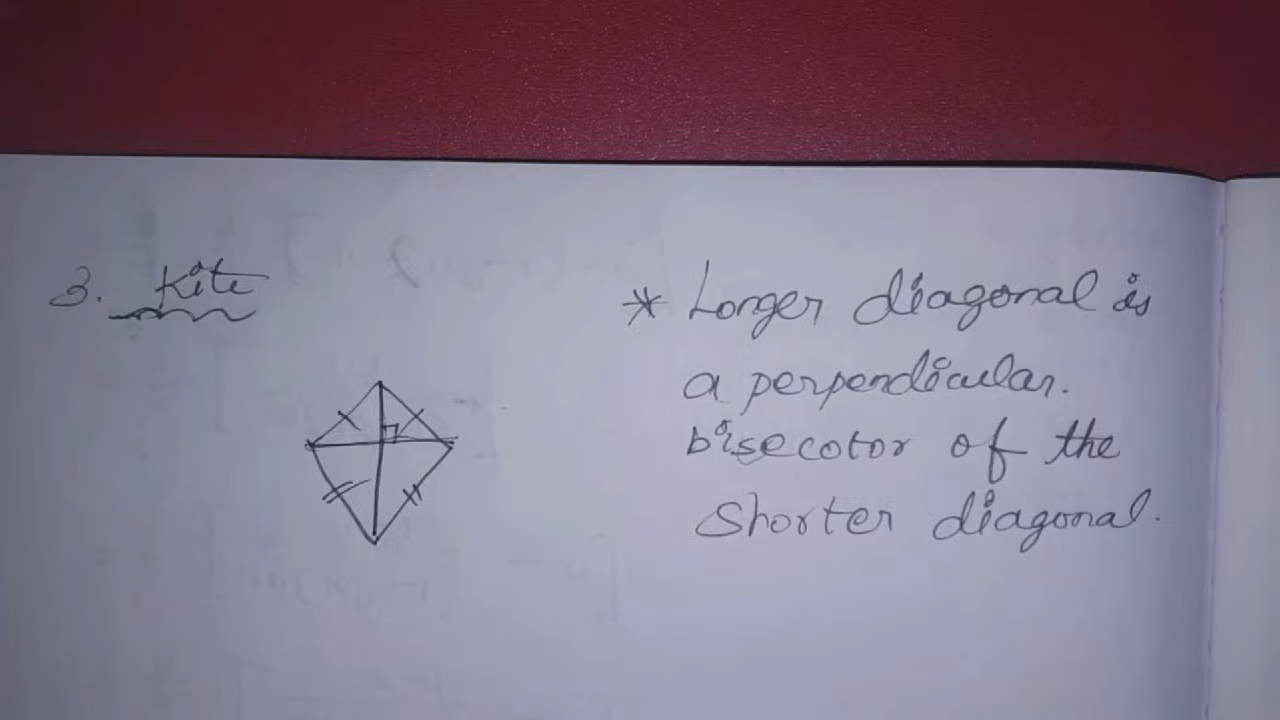 3. Kite
* Longer diagonal is
a perpendicular.
bisecotor of the
shorter diagonal.